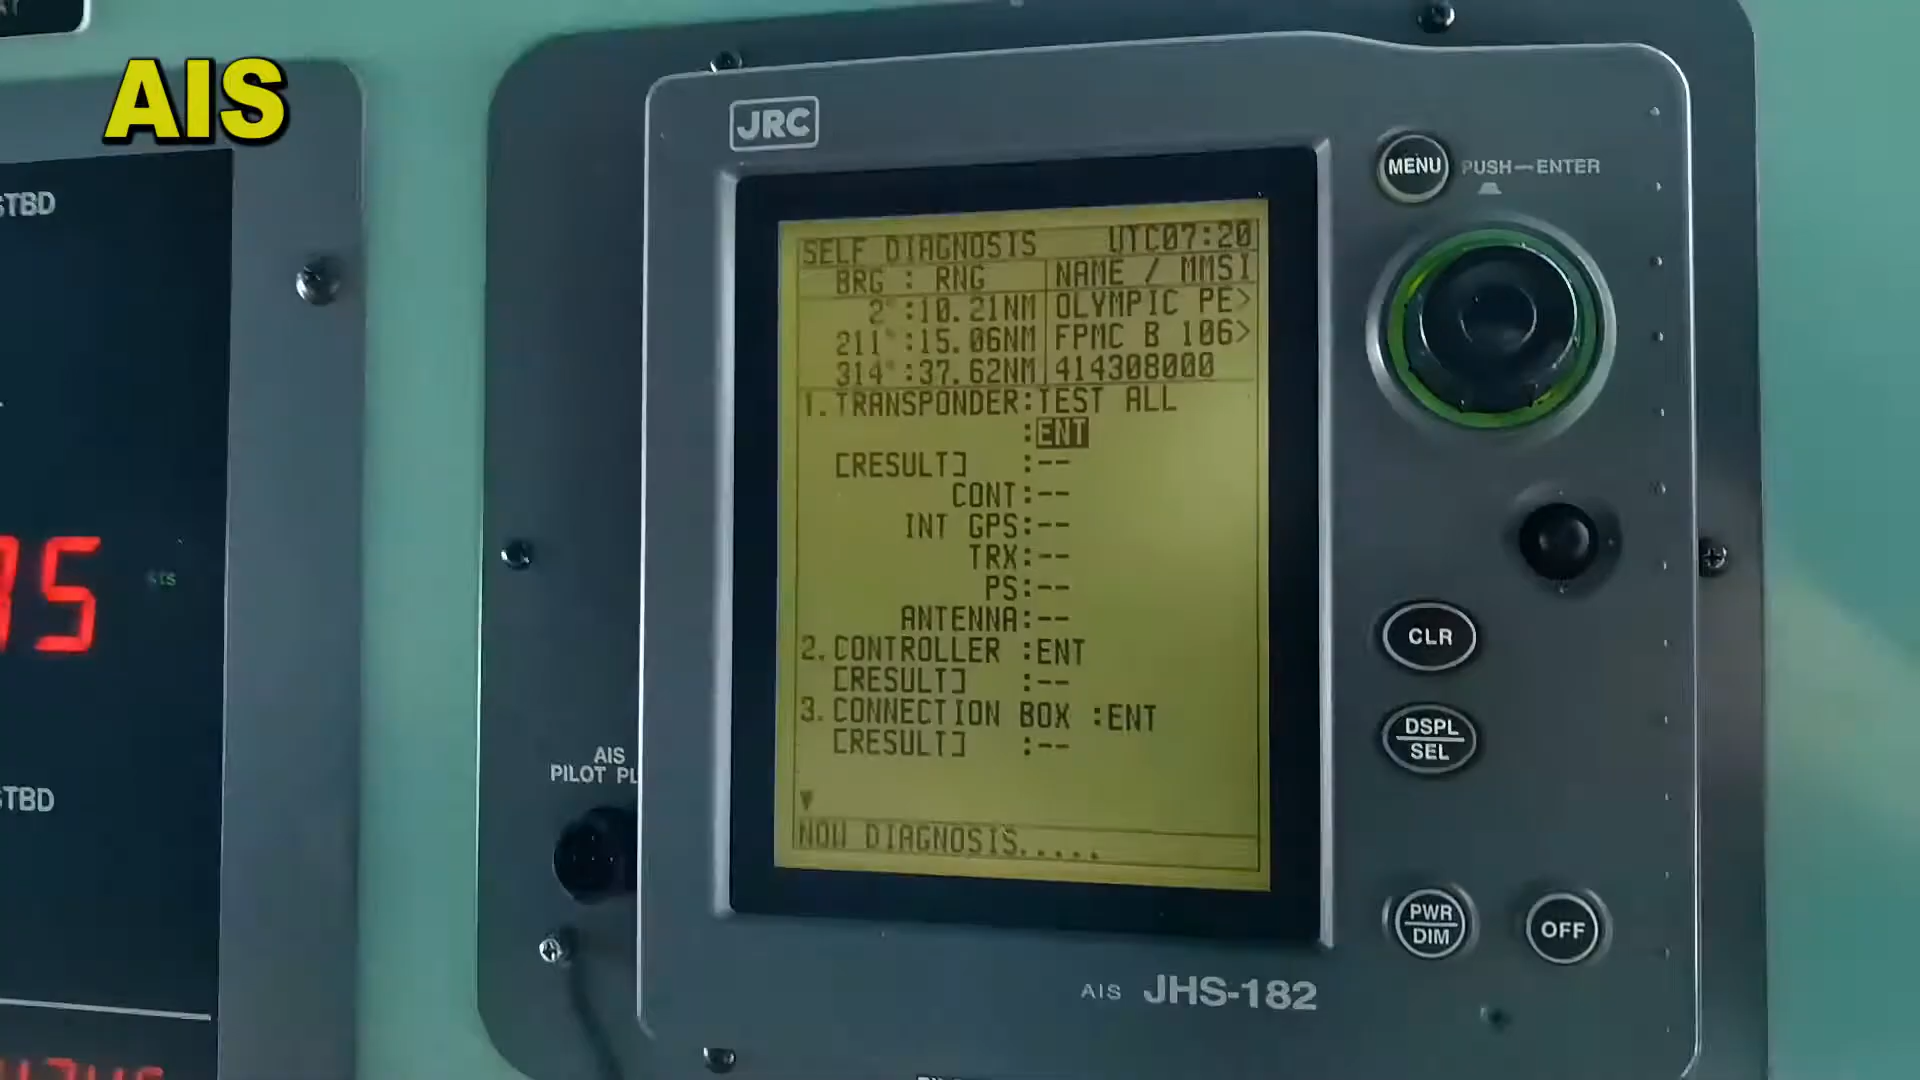 AIS
STBD
JRC
MENU PUSH—ENTER
SELF DIAGNOSIS UTC07:20
BRG : RNG NAME / MMSI
2°:10.21NM OLYMPIC PE>
211°:15.06NM FPMC B 106>
314°:37.62NM 414308000
1.TRANSPONDER:TEST ALL
:ENT
[RESULT] :--
CONT:--
INT GPS:--
TRX:--
PS:--
ANTENNA:--
2.CONTROLLER :ENT
[RESULT] :--
3.CONNECTION BOX :ENT
[RESULT] :--
NOW DIAGNOSIS.....
5
kts
STBD
AIS
PILOT PL
CLR
DSPL
SEL
PWR
DIM
OFF
AIS JHS-182